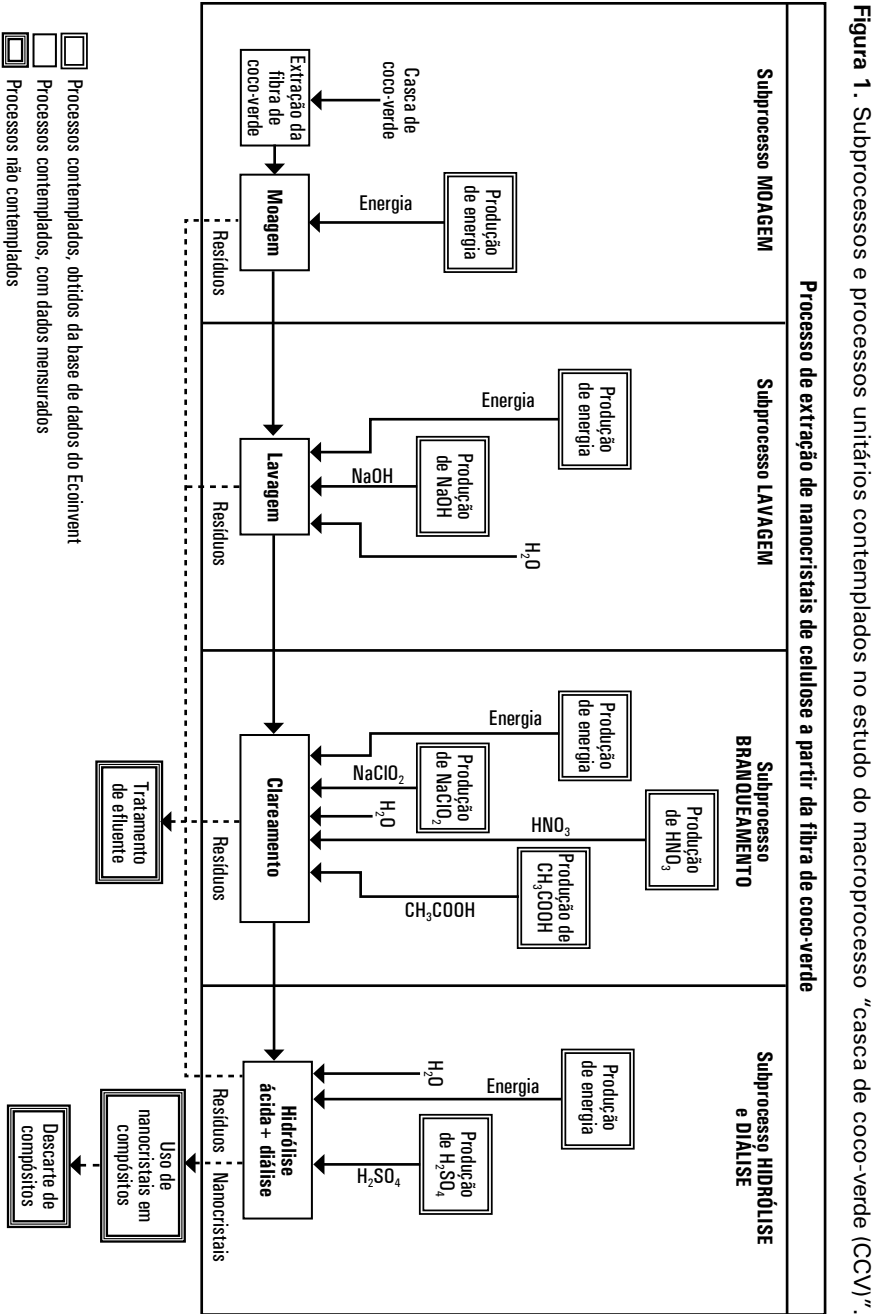 Figura 1. Subprocessos e processos unitários contemplados no estudo do macroprocesso “casca de coco-verde (CCV)”.
Processo de extração de nanocristais de celulose a partir da fibra de coco-verde
Subprocesso MOAGEM
Produção
de energia
Energia
Casca de
coco-verde
Extração da
fibra de
coco-verde
Moagem
Resíduos
Subprocesso LAVAGEM
Produção
de energia
Energia
Produção
de NaOH
NaOH
H₂O
Lavagem
Resíduos
Subprocesso
BRANQUEAMENTO
Produção
de energia
Energia
Produção
de NaClO₂
NaClO₂
H₂O
Produção
de HNO₃
HNO₃
Produção de
CH₃COOH
CH₃COOH
Clareamento
Resíduos
Tratamento
de efluente
Subprocesso HIDRÓLISE
e DIÁLISE
H₂O
Produção
de energia
Energia
Produção
de H₂SO₄
H₂SO₄
Hidrólise
ácida+ diálise
Resíduos
Nanocristais
Uso de
nanocristais em
compósitos
Descarte de
compósitos
Processos contemplados, obtidos da base de dados do Ecoinvent
Processos contemplados, com dados mensurados
Processos não contemplados